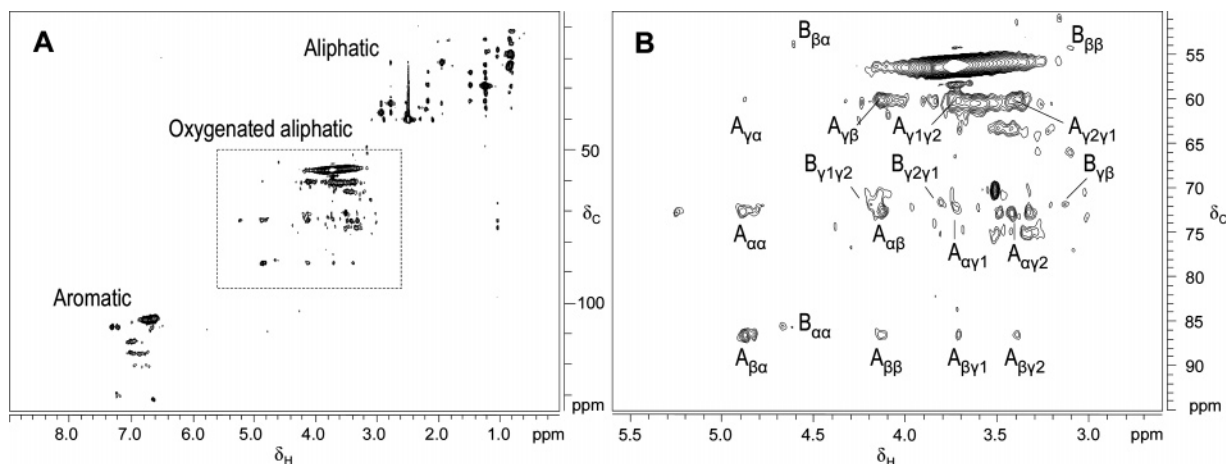 A
Aliphatic
Oxygenated aliphatic
Aromatic
50
δC
100
ppm
8.0 7.0 6.0 5.0 4.0 3.0 2.0 1.0 ppm
δH
B
Bβα
Bββ
55
Aγα
Aγβ
Aγ1γ2
Aγ2γ1
60
65
Bγ1γ2
Bγ2γ1
Bγβ
70
δC
Aαα
Aαβ
Aαγ1
Aαγ2
75
80
Bαα
85
Aβα
Aββ
Aβγ1
Aβγ2
90
ppm
5.5 5.0 4.5 4.0 3.5 3.0 ppm
δH